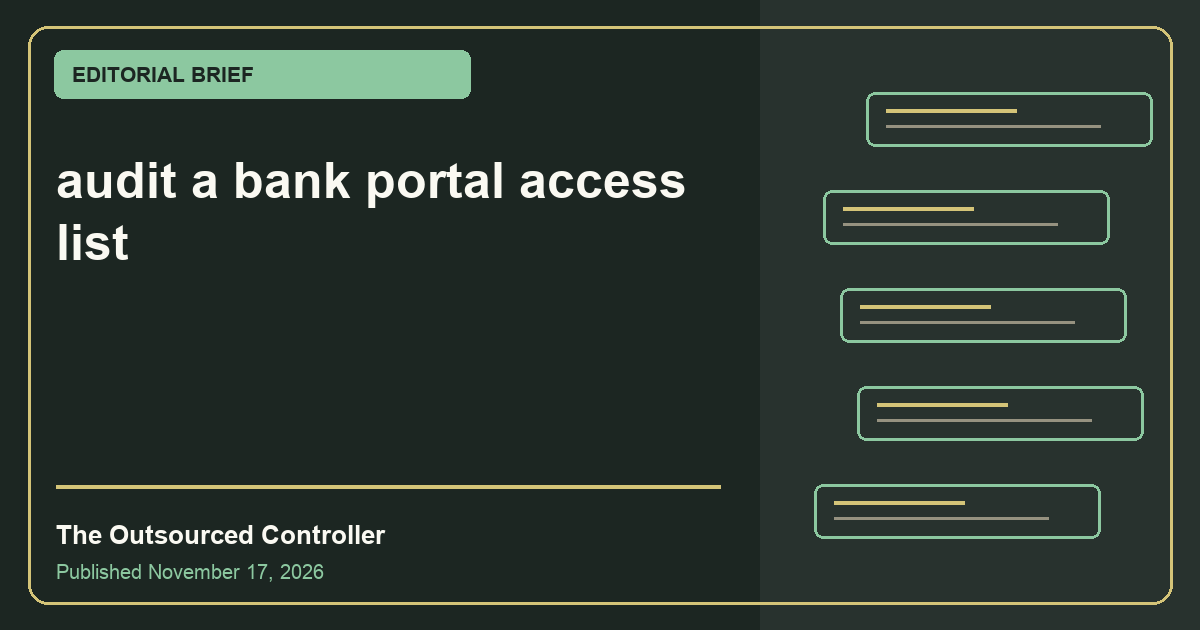 EDITORIAL BRIEF
audit a bank portal access
list
The Outsourced Controller
Published November 17, 2026